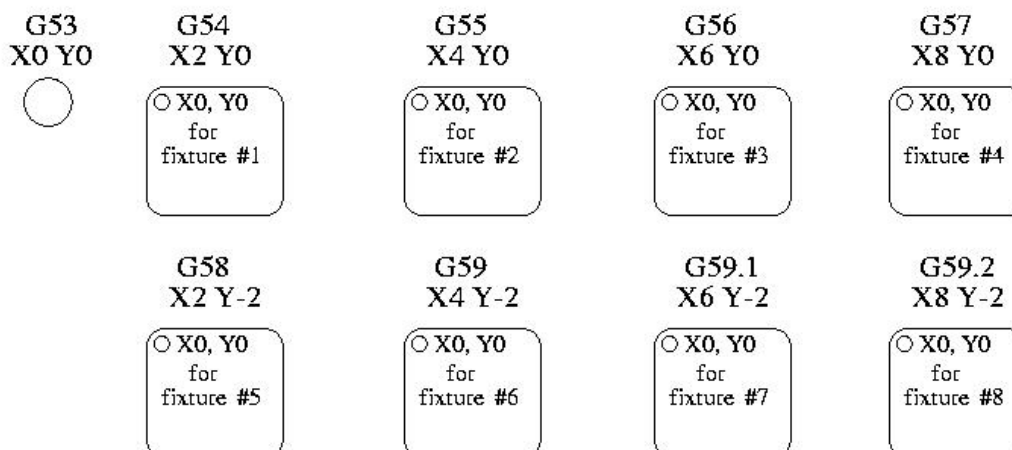 G53 G54 G55 G56 G57
X0 Y0 X2 Y0 X4 Y0 X6 Y0 X8 Y0
X0, Y0 X0, Y0 X0, Y0 X0, Y0
for for for for
fixture #1 fixture #2 fixture #3 fixture #4
G58 G59 G59.1 G59.2
X2 Y-2 X4 Y-2 X6 Y-2 X8 Y-2
X0, Y0 X0, Y0 X0, Y0 X0, Y0
for for for for
fixture #5 fixture #6 fixture #7 fixture #8